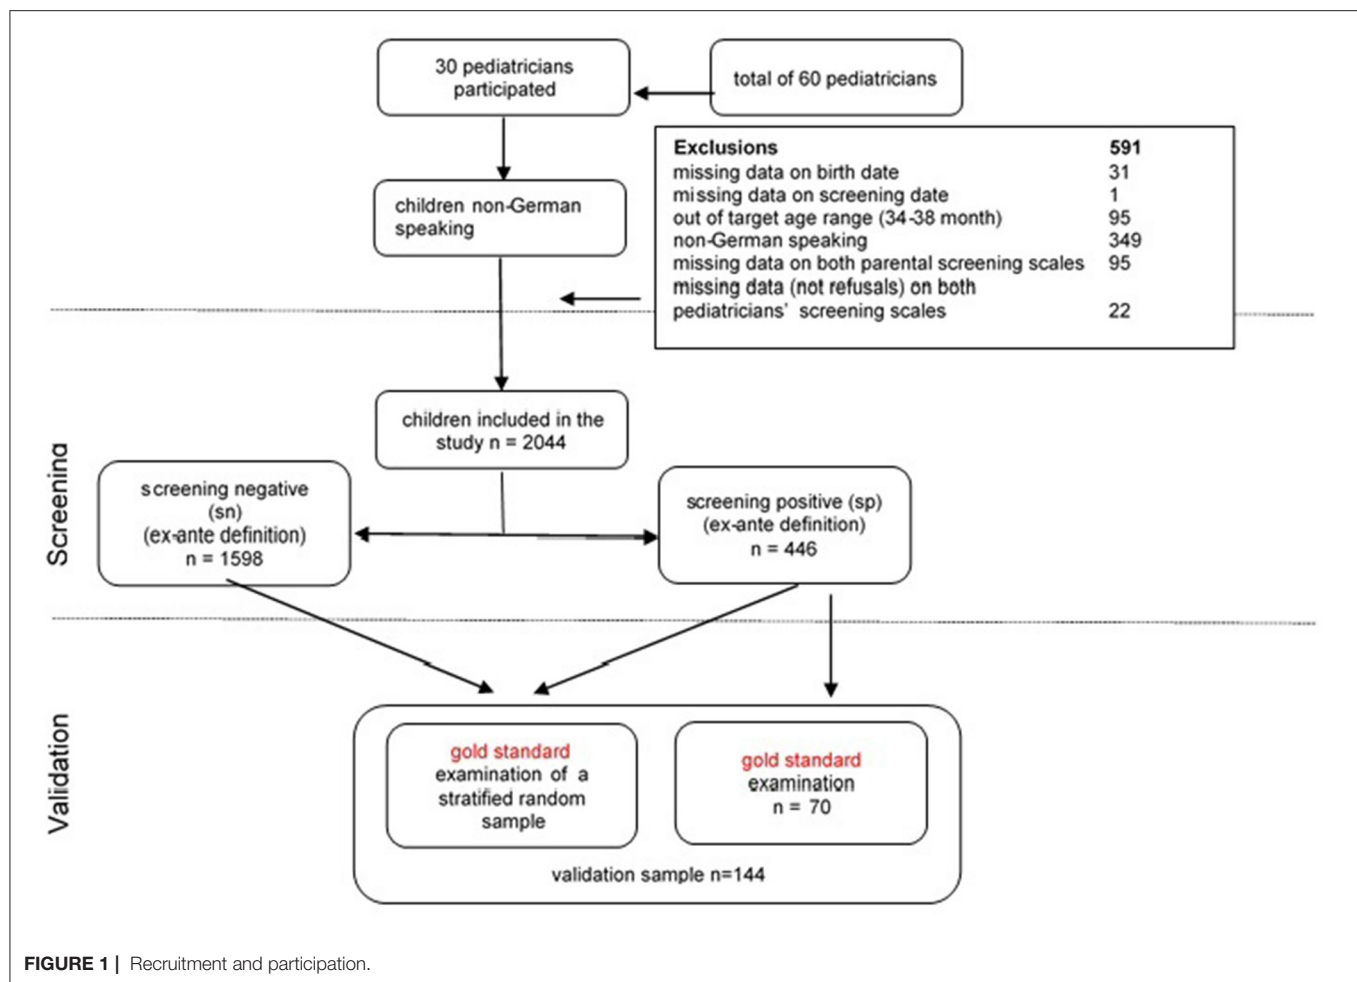 30 pediatricians
participated
total of 60 pediatricians
Exclusions 591
missing data on birth date 31
missing data on screening date 1
out of target age range (34-38 month) 95
non-German speaking 349
missing data on both parental screening scales 95
missing data (not refusals) on both
pediatricians' screening scales 22
children non-German
speaking
children included in the
study n = 2044
Screening
screening negative
(sn)
(ex-ante definition)
n = 1598
screening positive (sp)
(ex-ante definition)
n = 446
Validation
gold standard
examination of a
stratified random
sample
gold standard
examination
n = 70
validation sample n=144
FIGURE 1 | Recruitment and participation.